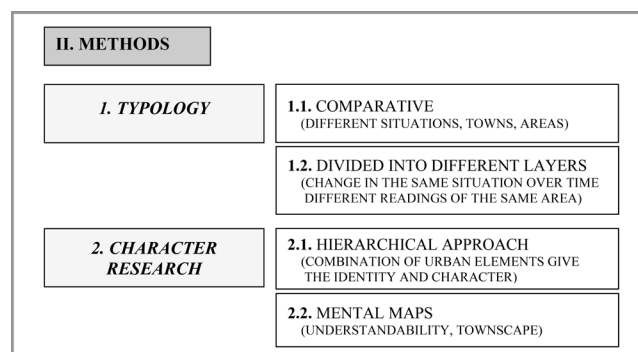 II. METHODS
1. TYPOLOGY
1.1. COMPARATIVE
(DIFFERENT SITUATIONS, TOWNS, AREAS)
1.2. DIVIDED INTO DIFFERENT LAYERS
(CHANGE IN THE SAME SITUATION OVER TIME
DIFFERENT READINGS OF THE SAME AREA)
2. CHARACTER
RESEARCH
2.1. HIERARCHICAL APPROACH
(COMBINATION OF URBAN ELEMENTS GIVE
THE IDENTITY AND CHARACTER)
2.2. MENTAL MAPS
(UNDERSTANDABILITY, TOWNSCAPE)